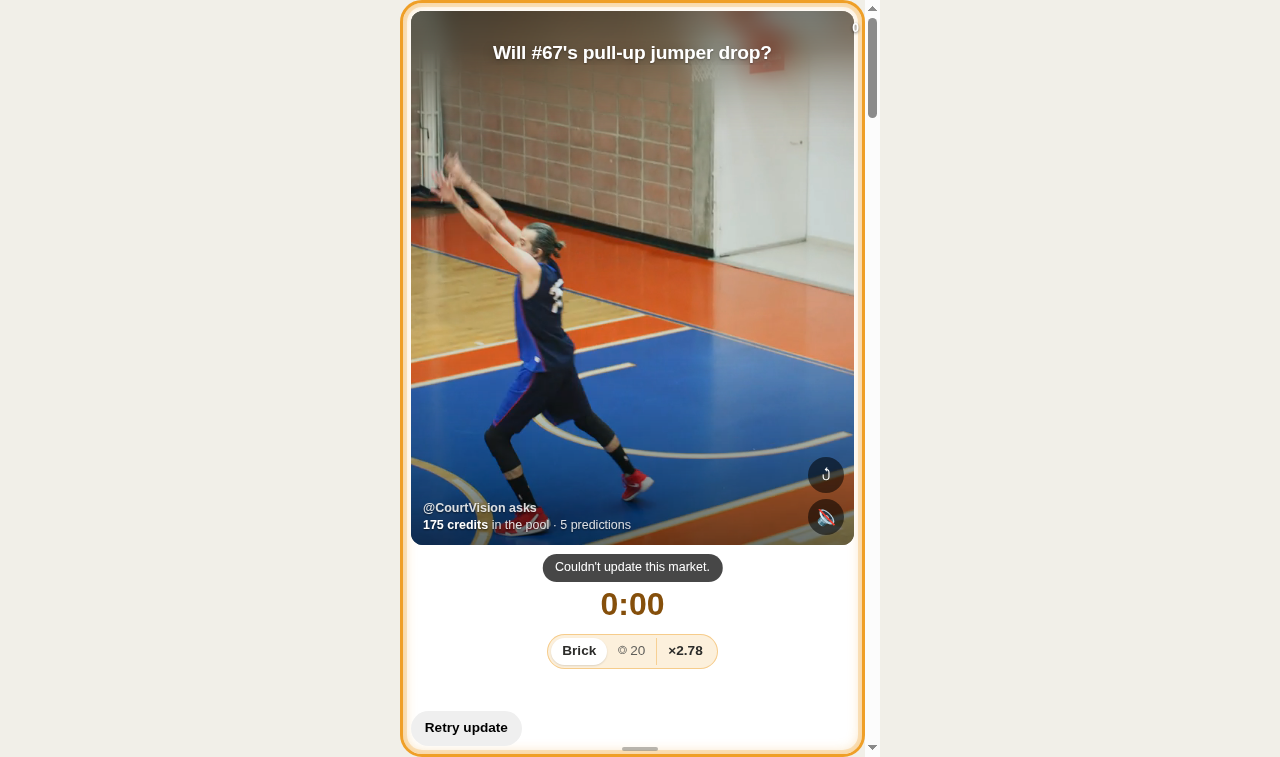 Will #67's pull-up jumper drop?
@CourtVision asks
175 credits in the pool · 5 predictions
Couldn't update this market.
0:00
Brick 20 ×2.78
Retry update